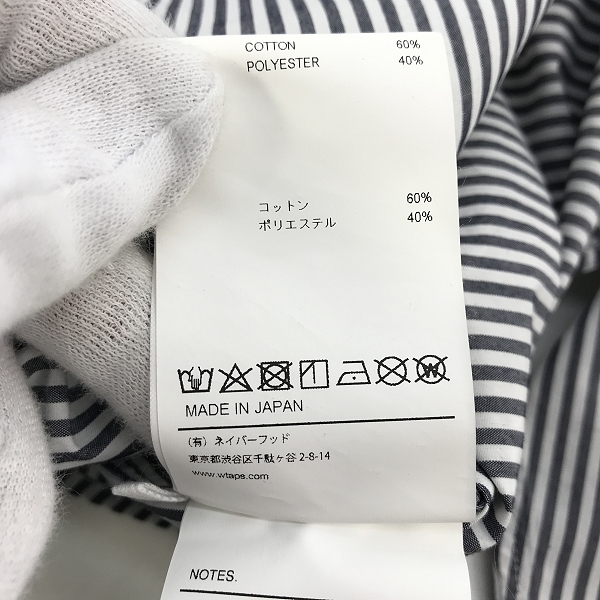 COTTON 60%
POLYESTER 40%
コットン 60%
ポリエステル 40%
W
MADE IN JAPAN
(有) ネイバーフッド
東京都渋谷区千駄ヶ谷 2-8-14
www.wtaps.com
NOTES.